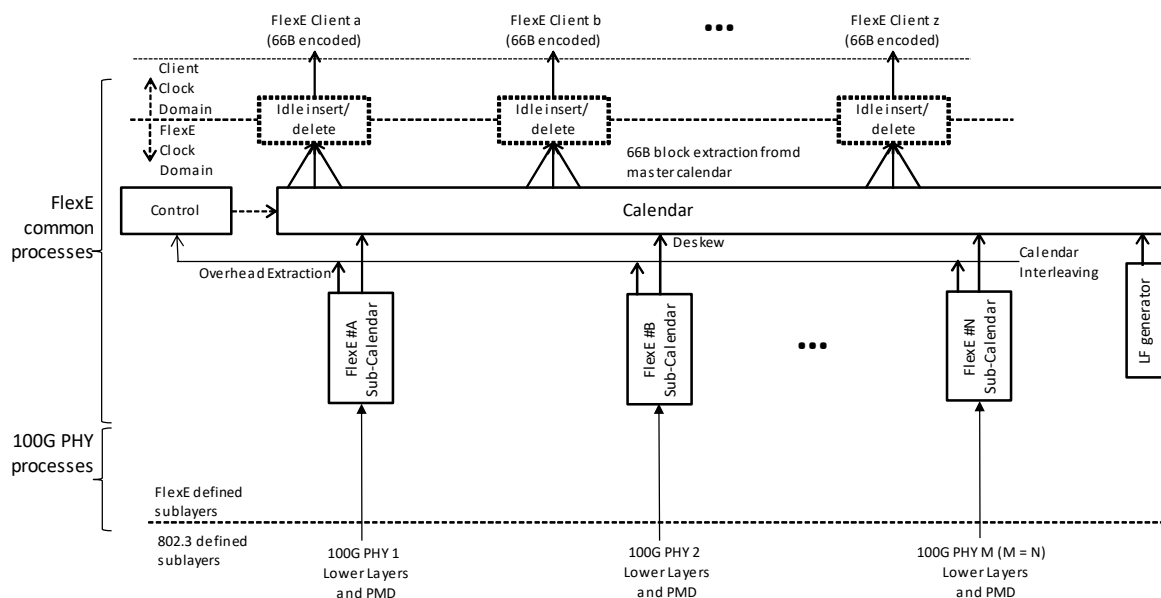 FlexE Client a
(66B encoded)
FlexE Client b
(66B encoded)
...
FlexE Client z
(66B encoded)
Client
Clock
Domain
FlexE
Clock
Domain
Idle insert/
delete
Idle insert/
delete
Idle insert/
delete
66B block extraction fromd
master calendar
FlexE
common
processes
Control
Calendar
Deskew
Overhead Extraction
Calendar
Interleaving
FlexE #A
Sub-Calendar
FlexE #B
Sub-Calendar
...
FlexE #N
Sub-Calendar
LF generator
100G PHY
processes
FlexE defined
sublayers
802.3 defined
sublayers
100G PHY 1
Lower Layers
and PMD
100G PHY 2
Lower Layers
and PMD
100G PHY M (M = N)
Lower Layers
and PMD